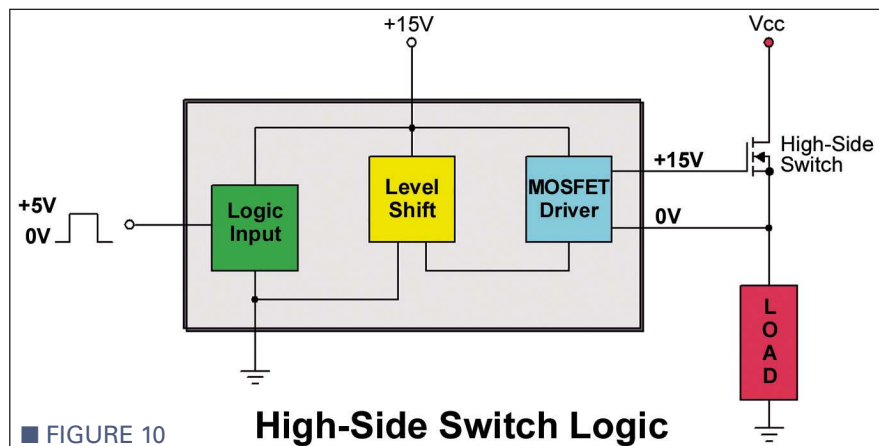 +15V
Vcc
High-Side
Switch
+15V
0V
+5V
0V
Logic
Input
Level
Shift
MOSFET
Driver
L
O
A
D
■ FIGURE 10
High-Side Switch Logic